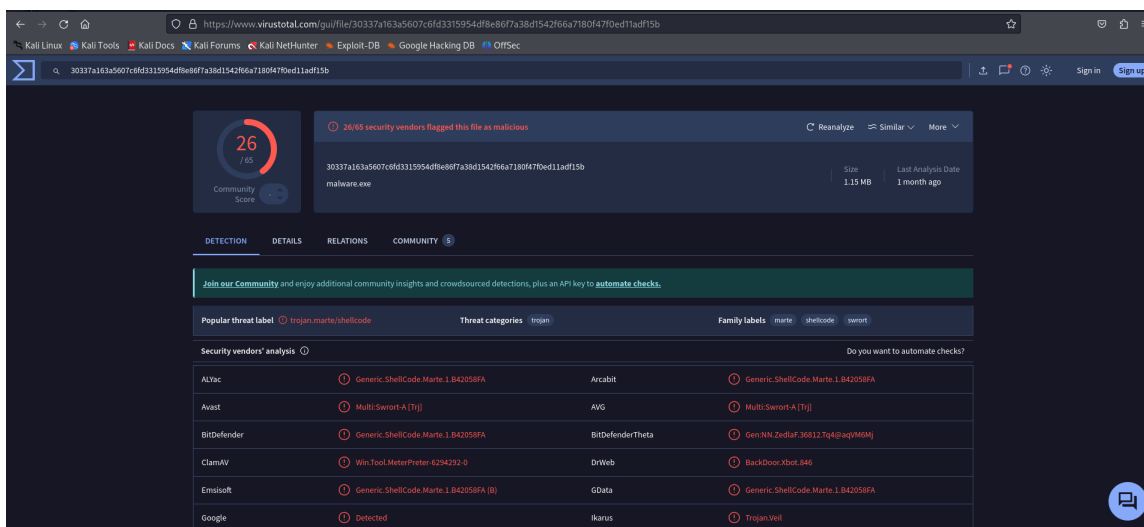 https://www.virustotal.com/gui/file/30337a163a5607c6fd3315954df8e86f7a38d1542f66a7180f47f0ed11adf15b
Kali Linux Kali Tools Kali Docs Kali Forums Kali NetHunter Exploit-DB Google Hacking DB OffSec
30337a163a5607c6fd3315954df8e86f7a38d1542f66a7180f47f0ed11adf15b Sign in Sign up
26 / 65
Community Score
26/65 security vendors flagged this file as malicious Reanalyze Similar More
30337a163a5607c6fd3315954df8e86f7a38d1542f66a7180f47f0ed11adf15b
malware.exe
Size 1.15 MB
Last Analysis Date 1 month ago
DETECTION DETAILS RELATIONS COMMUNITY 5
Join our Community and enjoy additional community insights and crowdsourced detections, plus an API key to automate checks.
Popular threat label trojan.marte/shellcode Threat categories trojan Family labels marte shellcode swrort
Security vendors' analysis Do you want to automate checks?
ALYac Generic.ShellCode.Marte.1.B42058FA Arcabit Generic.ShellCode.Marte.1.B42058FA
Avast Multi:Swrort-A [Trj] AVG Multi:Swrort-A [Trj]
BitDefender Generic.ShellCode.Marte.1.B42058FA BitDefenderTheta Gen:NN.ZedlaF.36812.Tq4@aqVM6Mj
ClamAV Win.Tool.MeterPreter-6294292-0 DrWeb BackDoor.Xbot.846
Emsisoft Generic.ShellCode.Marte.1.B42058FA (B) GData Generic.ShellCode.Marte.1.B42058FA
Google Detected Ikarus Trojan.Veil